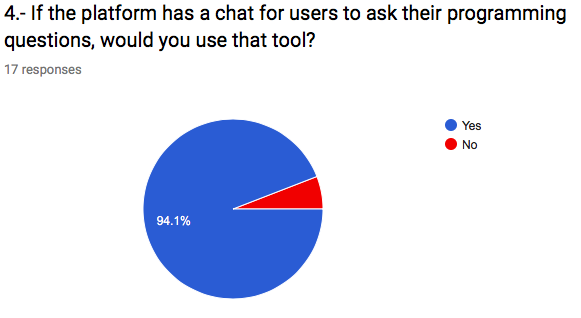 4.- If the platform has a chat for users to ask their programming
questions, would you use that tool?
17 responses
Yes
No
94.1%